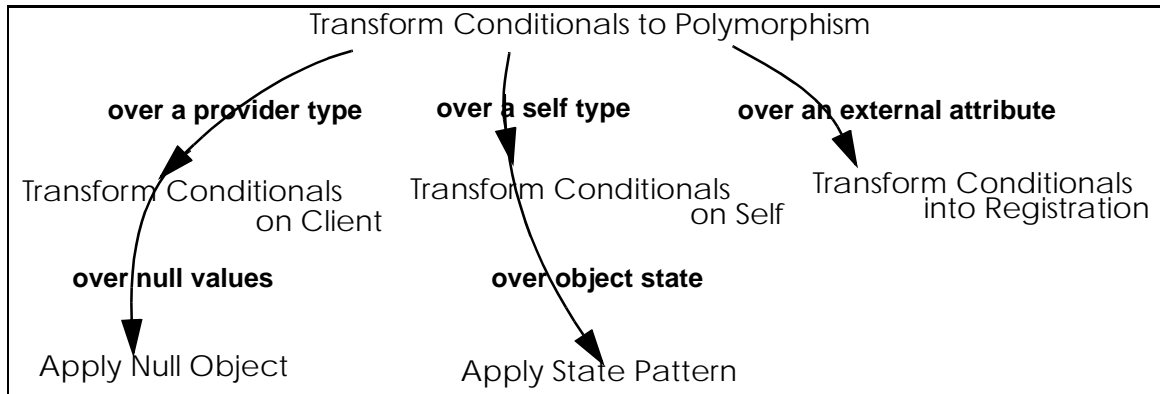 Transform Conditionals to Polymorphism
over a provider type
over a self type
over an external attribute
Transform Conditionals
on Client
Transform Conditionals
on Self
Transform Conditionals
into Registration
over null values
over object state
Apply Null Object
Apply State Pattern